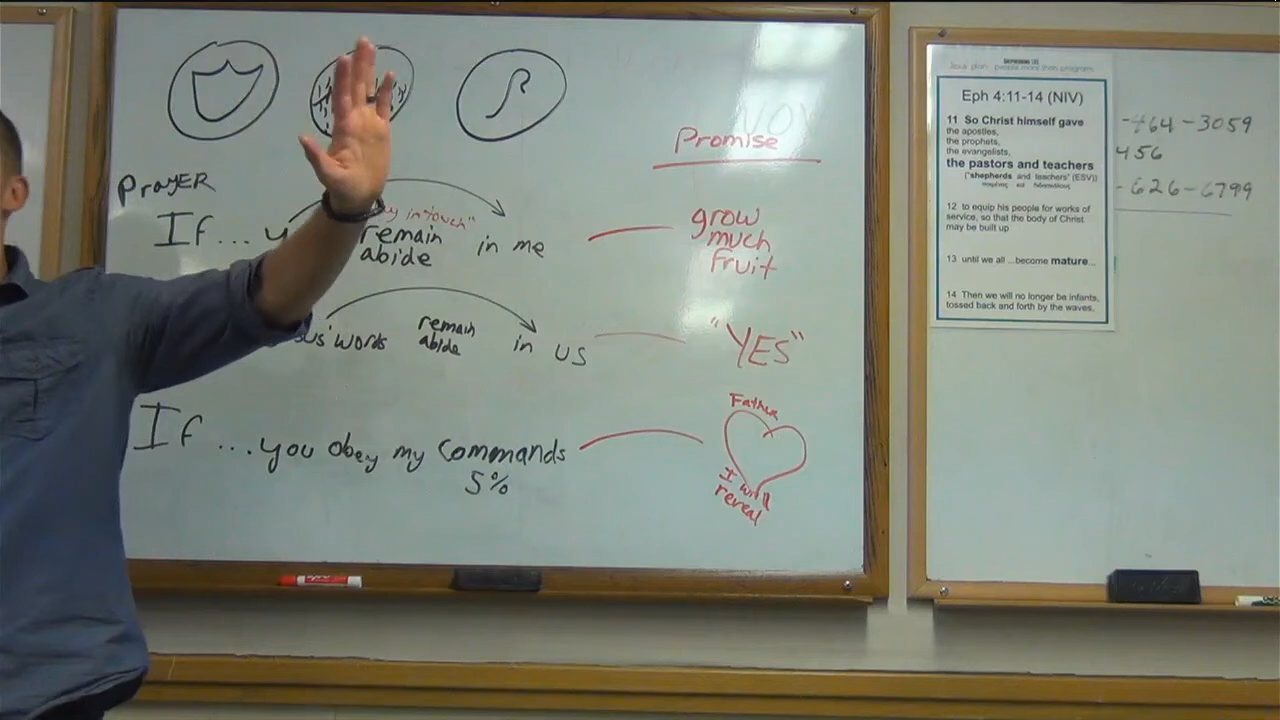 Promise
PrayER
If...
in touch"
remain
abide
in me
grow
much
fruit
words
remain
abide
in us
"YES"
If ...you obey my commands
5%
Father
I will
reveal
Eph 4:11-14 (NIV)
11 So Christ himself gave
the apostles,
the prophets,
the evangelists,
the pastors and teachers
("shepherds and teachers" (ESV))
12 to equip his people for works of
service, so that the body of Christ
may be built up
13 until we all ...become mature...
14 Then we will no longer be infants,
tossed back and forth by the waves,
-464-3059
456
-626-6799